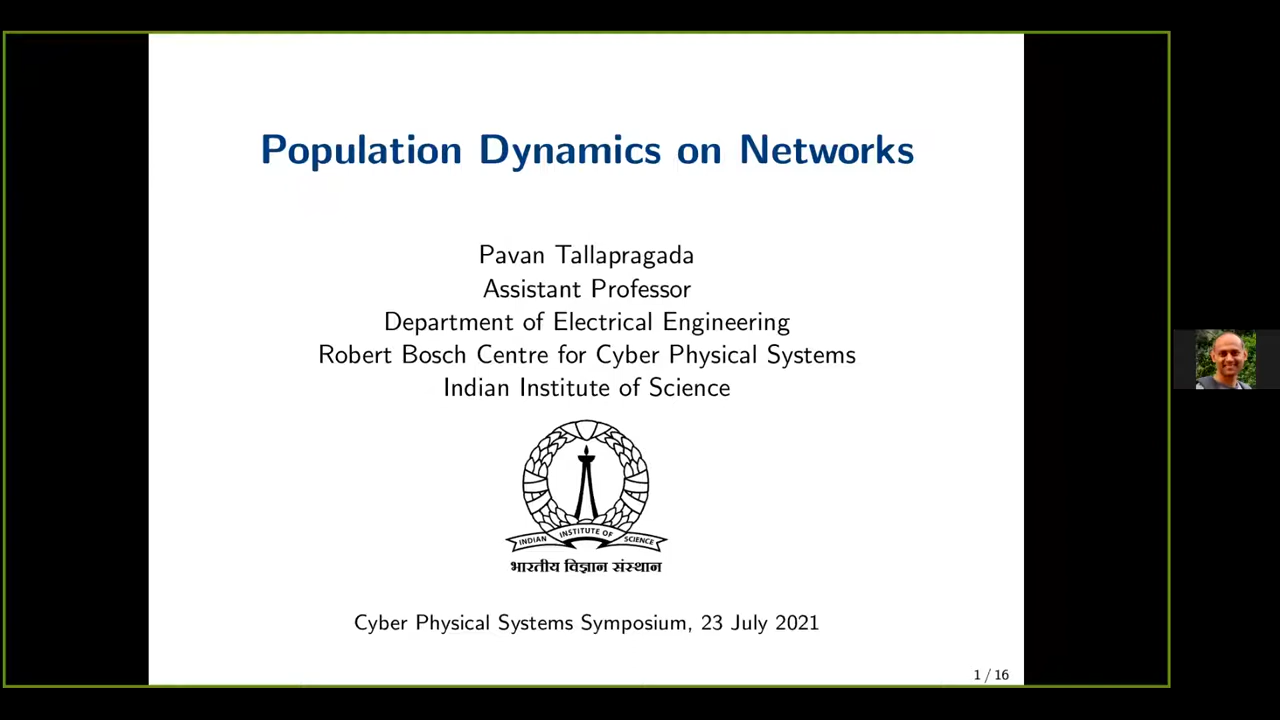 Population Dynamics on Networks
Pavan Tallapragada
Assistant Professor
Department of Electrical Engineering
Robert Bosch Centre for Cyber Physical Systems
Indian Institute of Science
INDIAN INSTITUTE OF SCIENCE
भारतीय विज्ञान संस्थान
Cyber Physical Systems Symposium, 23 July 2021
1 / 16